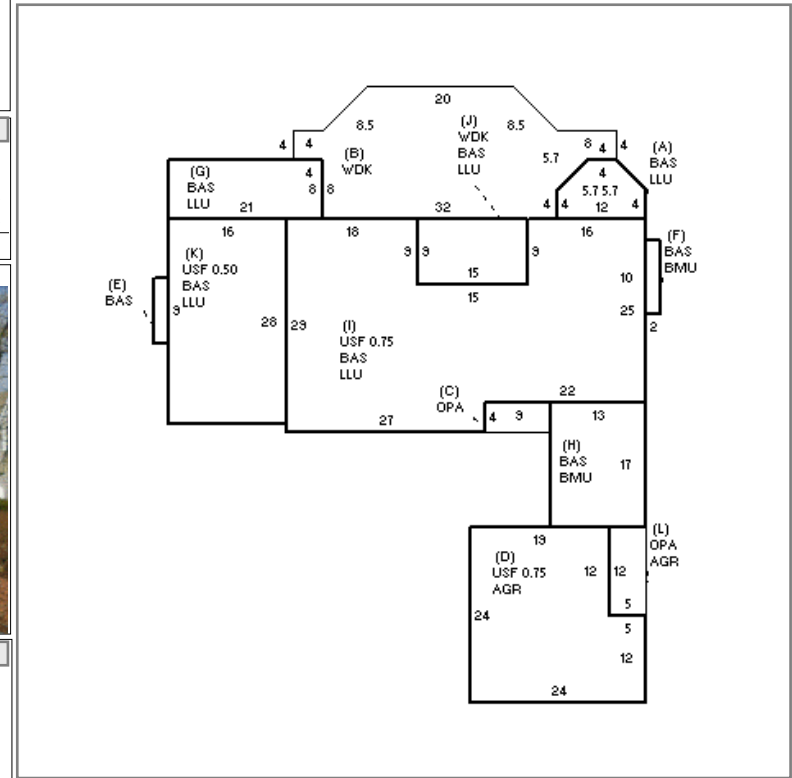 20
8.5
8.5
(J)
WDK
BAS
LLU
4
4
(B)
WDK
5.7
8
4
4
(A)
BAS
LLU
(G)
BAS
LLU
4
8
8
21
32
4
5.7
5.7
4
4
12
4
16
18
9
9
15
15
9
16
(F)
BAS
BMU
10
25
2
(K)
USF 0.50
BAS
LLU
(E)
BAS
9
28
29
(I)
USF 0.75
BAS
LLU
(C)
OPA
22
27
4
9
13
(H)
BAS
BMU
17
19
(D)
USF 0.75
AGR
12
12
(L)
OPA
AGR
5
5
24
12
24